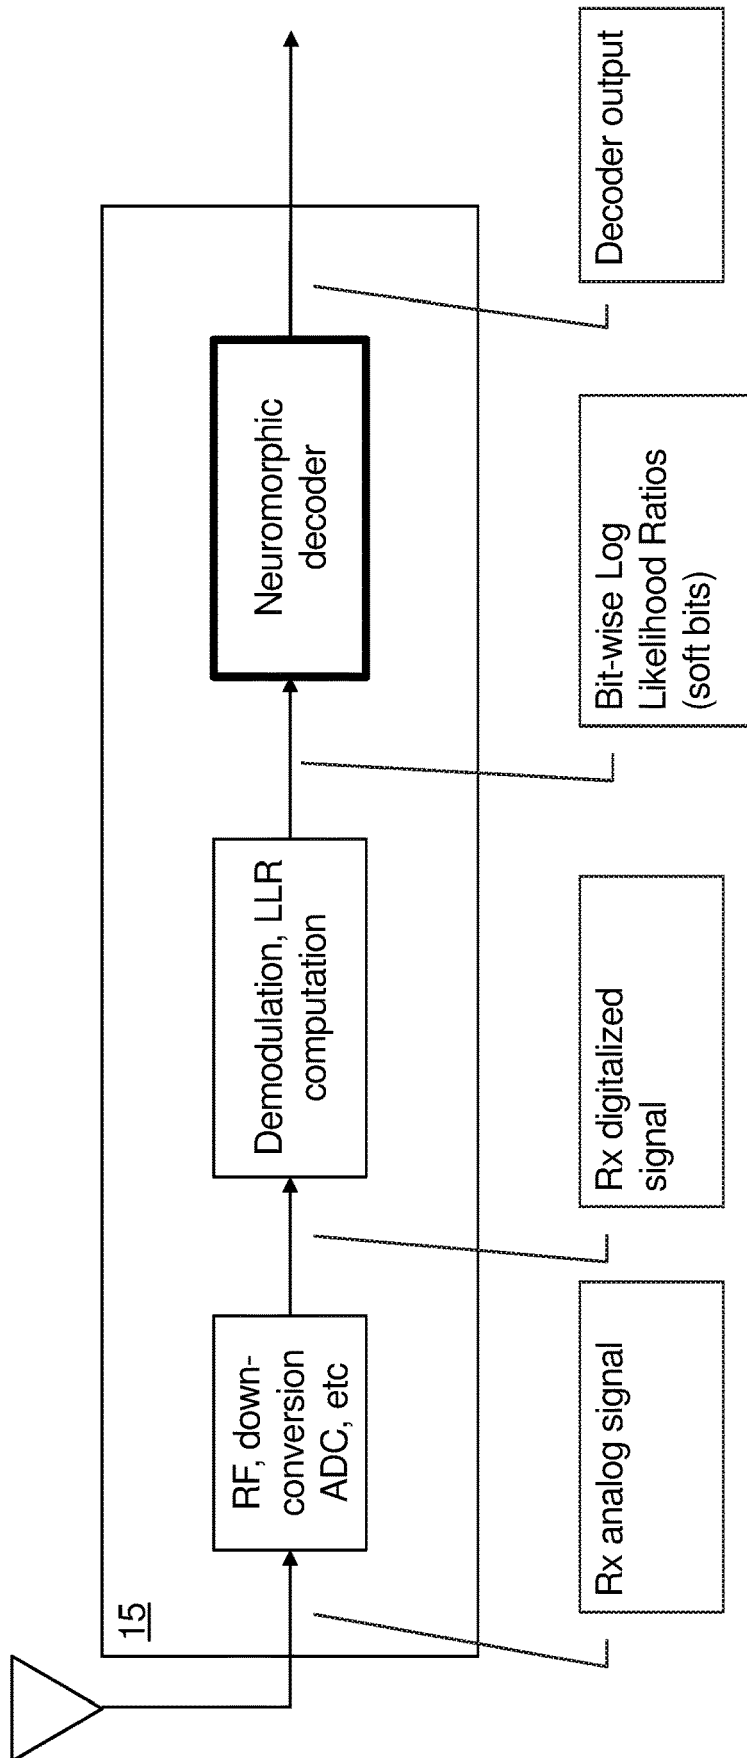 15
RF, down-
conversion
ADC, etc
Demodulation, LLR
computation
Neuromorphic
decoder
Rx analog signal
Rx digitalized
signal
Bit-wise Log
Likelihood Ratios
(soft bits)
Decoder output